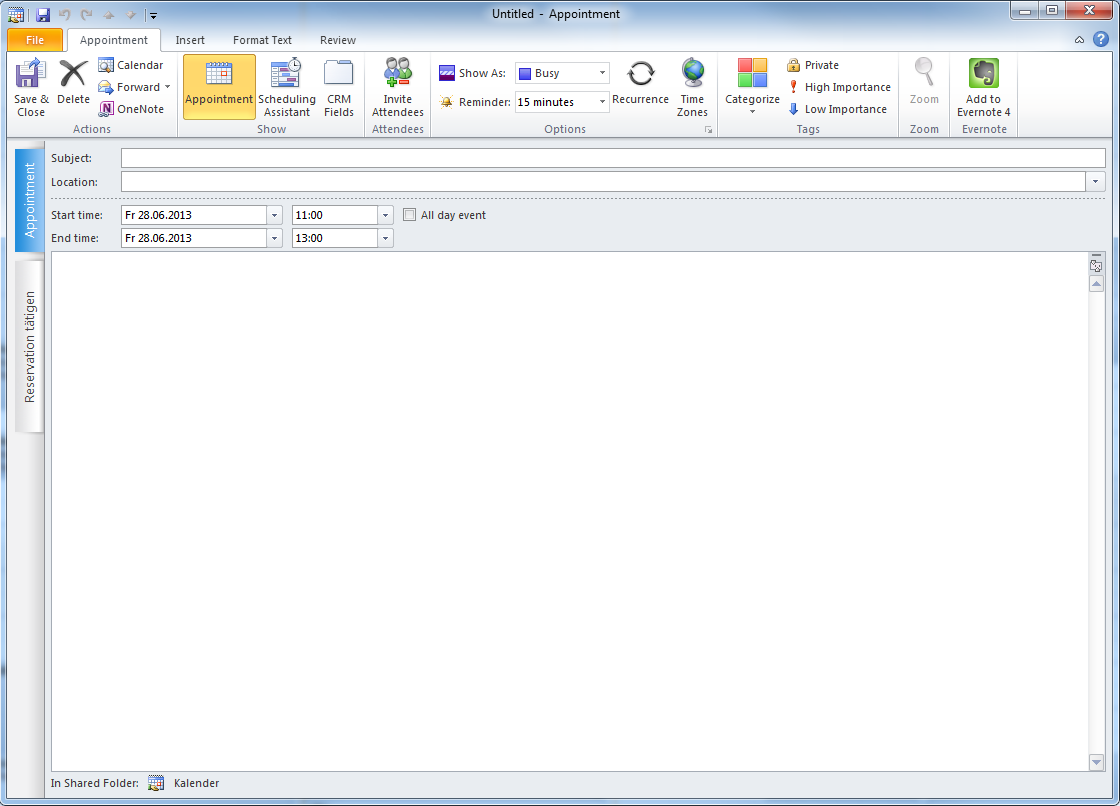 Untitled - Appointment
File Appointment Insert Format Text Review
Save & Close
Delete
Calendar
Forward
OneNote
Actions
Appointment
Scheduling Assistant
CRM Fields
Show
Invite Attendees
Attendees
Show As: Busy
Reminder: 15 minutes
Recurrence
Time Zones
Options
Categorize
Private
High Importance
Low Importance
Tags
Zoom
Zoom
Add to Evernote 4
Evernote
Appointment
Reservation tätigen
Subject:
Location:
Start time: Fr 28.06.2013 11:00 All day event
End time: Fr 28.06.2013 13:00
In Shared Folder: Kalender